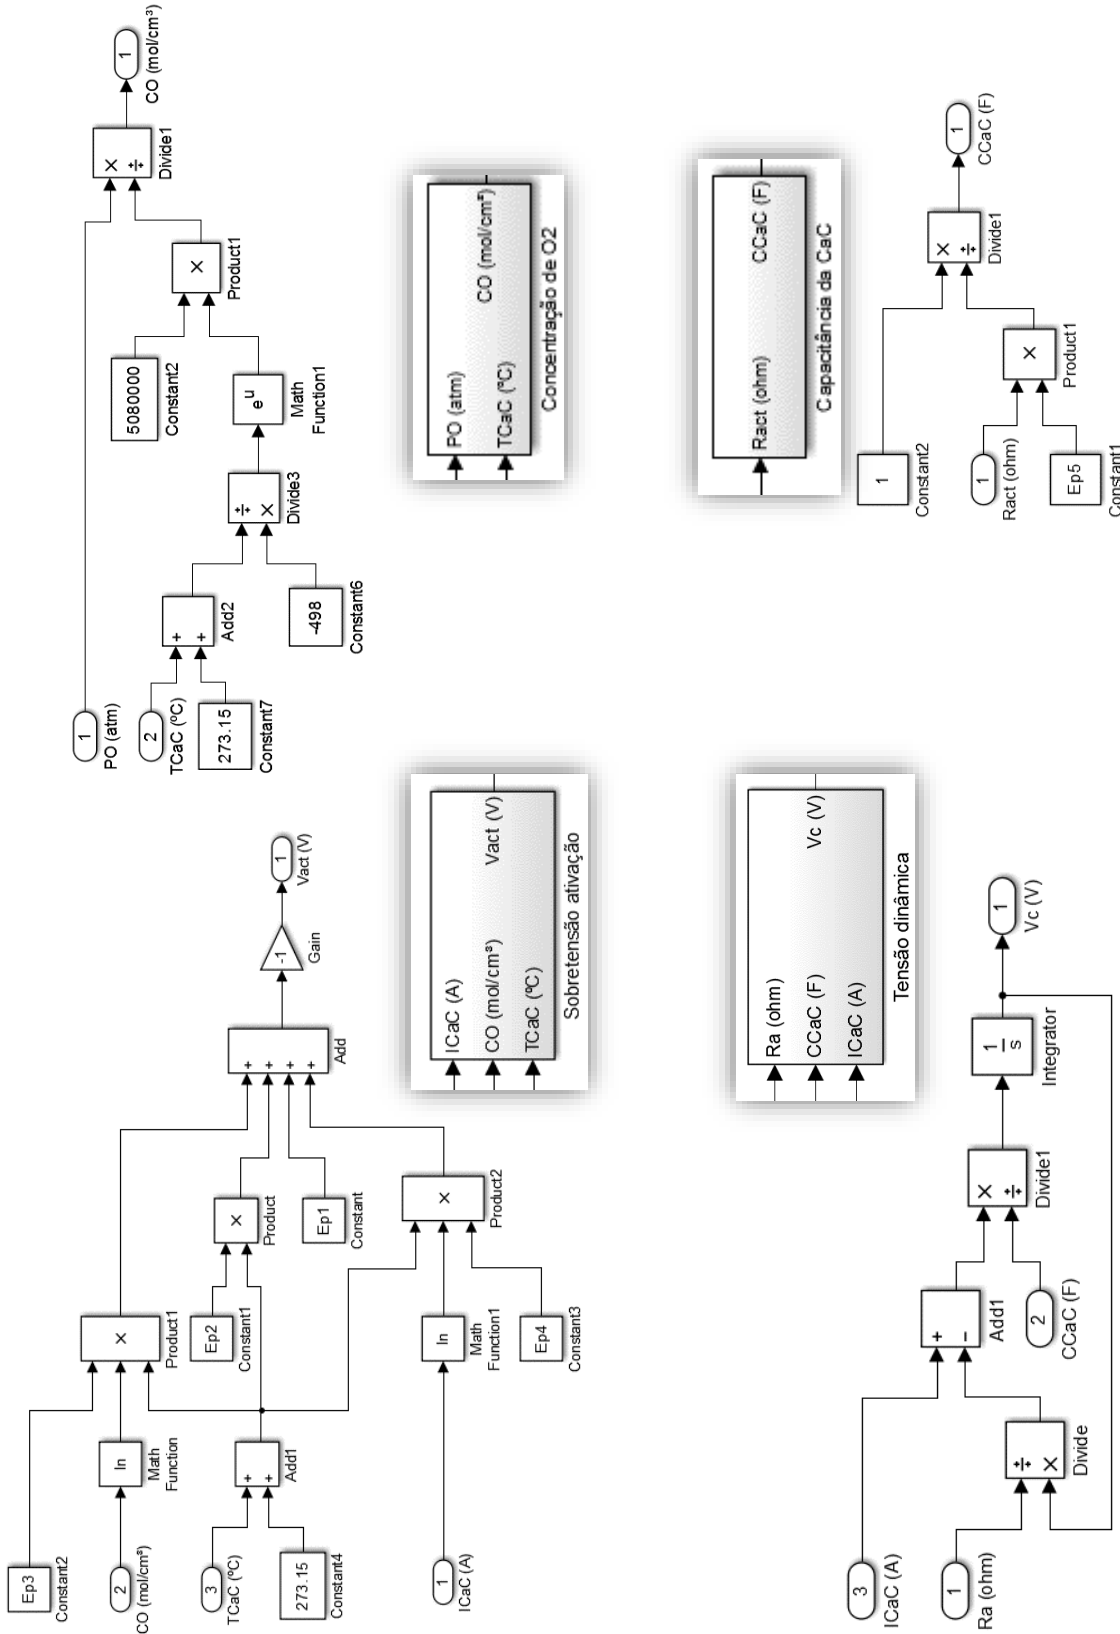 Ep3
Constant2
2
CO (mol/cm³)
ln
Math
Function
3
TCaC (ºC)
273.15
Constant4
+
+
Add1
1
ICaC (A)
×
Product1
Ep2
Constant1
×
Product
Ep1
Constant
ln
Math
Function1
Ep4
Constant3
×
Product2
+
+
+
+
Add
-1
Gain
1
Vact (V)
1
PO (atm)
2
TCaC (ºC)
273.15
Constant7
+
+
Add2
-498
Constant6
÷
×
Divide3
e^u
Math
Function1
5080000
Constant2
×
Product1
×
÷
Divide1
1
CO (mol/cm³)
ICaC (A)
CO (mol/cm³)
TCaC (ºC)
Vact (V)
Sobretensão ativação
PO (atm)
TCaC (ºC)
CO (mol/cm³)
Concentração de O2
Ra (ohm)
CCaC (F)
ICaC (A)
Vc (V)
Tensão dinâmica
Ract (ohm)
CCaC (F)
Capacitância da CaC
3
ICaC (A)
1
Ra (ohm)
÷
×
Divide
+
−
Add1
2
CCaC (F)
×
÷
Divide1
1
s
Integrator
1
Vc (V)
1
Constant2
1
Ract (ohm)
Ep5
Constant1
×
Product1
×
÷
Divide1
1
CCaC (F)